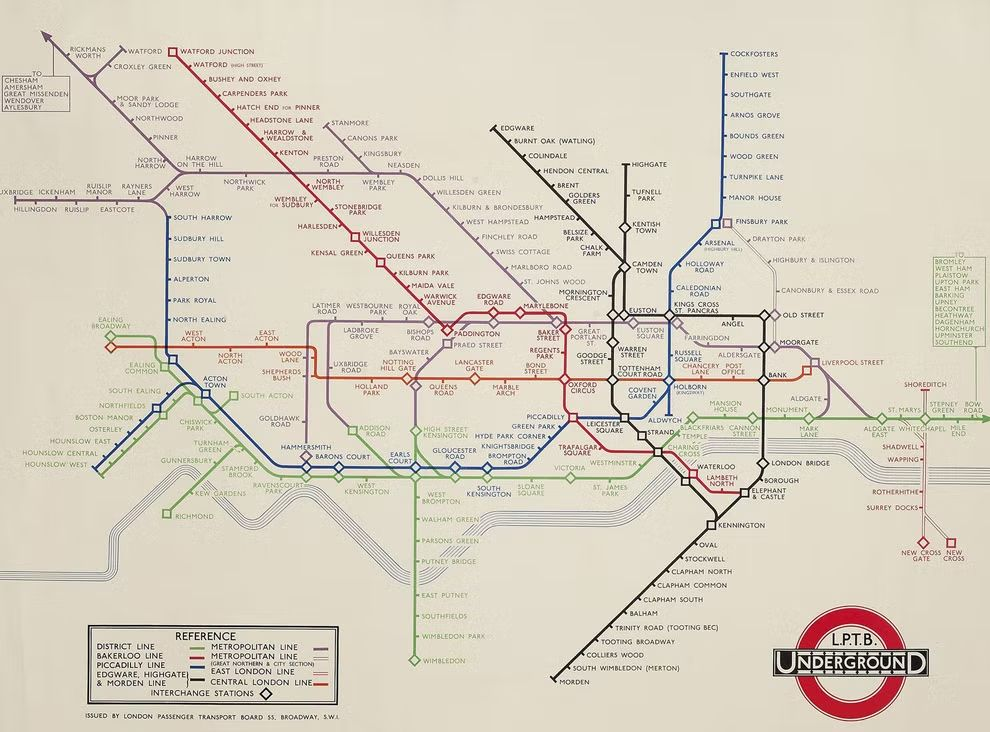 TO
CHESHAM
AMERSHAM
GREAT MISSENDEN
WENDOVER
AYLESBURY
RICKMANS
WORTH
WATFORD
CROXLEY GREEN
MOOR PARK
& SANDY LODGE
NORTHWOOD
PINNER
NORTH
HARROW
HARROW
ON THE HILL
WEST
HARROW
RAYNERS
LANE
EASTCOTE
RUISLIP
MANOR
RUISLIP
ICKENHAM
HILLINGDON
UXBRIDGE
NORTHWICK
PARK
PRESTON
ROAD
WEMBLEY
PARK
STANMORE
CANONS PARK
KINGSBURY
NEASDEN
DOLLIS HILL
WILLESDEN GREEN
KILBURN & BRONDESBURY
WEST HAMPSTEAD
FINCHLEY ROAD
SWISS COTTAGE
MARLBORO ROAD
ST. JOHNS WOOD
WATFORD JUNCTION
WATFORD (HIGH STREET)
BUSHEY AND OXHEY
CARPENDERS PARK
HATCH END FOR PINNER
HEADSTONE LANE
HARROW &
WEALDSTONE
KENTON
NORTH
WEMBLEY
WEMBLEY
FOR SUDBURY
STONEBRIDGE
PARK
HARLESDEN
WILLESDEN
JUNCTION
KENSAL GREEN
QUEENS PARK
KILBURN PARK
MAIDA VALE
WARWICK
AVENUE
PADDINGTON
EDGWARE
ROAD
MARYLEBONE
BAKER
STREET
REGENTS
PARK
OXFORD
CIRCUS
PICCADILLY
TRAFALGAR
SQUARE
WATERLOO
LAMBETH
NORTH
ELEPHANT
& CASTLE
EDGWARE
BURNT OAK (WATLING)
COLINDALE
HENDON CENTRAL
BRENT
GOLDERS
GREEN
HAMPSTEAD
BELSIZE
PARK
CHALK
FARM
HIGHGATE
TUFNELL
PARK
KENTISH
TOWN
CAMDEN
TOWN
MORNINGTON
CRESCENT
EUSTON
WARREN
STREET
GOODGE
STREET
TOTTENHAM
COURT ROAD
LEICESTER
SQUARE
STRAND
KINGS CROSS
ST. PANCRAS
ANGEL
OLD STREET
MOORGATE
BANK
LONDON BRIDGE
BOROUGH
KENNINGTON
OVAL
STOCKWELL
CLAPHAM NORTH
CLAPHAM COMMON
CLAPHAM SOUTH
BALHAM
TRINITY ROAD (TOOTING BEC)
TOOTING BROADWAY
COLLIERS WOOD
SOUTH WIMBLEDON (MERTON)
MORDEN
COCKFOSTERS
ENFIELD WEST
SOUTHGATE
ARNOS GROVE
BOUNDS GREEN
WOOD GREEN
TURNPIKE LANE
MANOR HOUSE
FINSBURY PARK
ARSENAL
(HIGHBURY HILL)
HOLLOWAY
ROAD
CALEDONIAN
ROAD
RUSSELL
SQUARE
HOLBORN
(KINGSWAY)
COVENT
GARDEN
ALDWYCH
GREEN PARK
HYDE PARK CORNER
KNIGHTSBRIDGE
BROMPTON
ROAD
SOUTH
KENSINGTON
GLOUCESTER
ROAD
EARLS
COURT
BARONS COURT
HAMMERSMITH
ACTON
TOWN
SOUTH HARROW
SUDBURY HILL
SUDBURY TOWN
ALPERTON
PARK ROYAL
NORTH EALING
SOUTH EALING
NORTHFIELDS
BOSTON MANOR
OSTERLEY
HOUNSLOW EAST
HOUNSLOW CENTRAL
HOUNSLOW WEST
DRAYTON PARK
HIGHBURY & ISLINGTON
CANONBURY & ESSEX ROAD
EALING
BROADWAY
EALING
COMMON
WEST
ACTON
NORTH
ACTON
EAST
ACTON
WOOD
LANE
SHEPHERDS
BUSH
HOLLAND
PARK
NOTTING
HILL GATE
QUEENS
ROAD
LANCASTER
GATE
MARBLE
ARCH
BOND
STREET
CHANCERY
LANE
POST
OFFICE
LIVERPOOL STREET
LATIMER
ROAD
LADBROKE
GROVE
WESTBOURNE
PARK
ROYAL
OAK
BISHOPS
ROAD
UXBRIDGE
ROAD
GOLDHAWK
ROAD
BAYSWATER
PRAED STREET
GREAT
PORTLAND
ST
EUSTON
SQUARE
FARRINGDON
ALDERSGATE
ALDGATE
SOUTH ACTON
CHISWICK
PARK
TURNHAM
GREEN
GUNNERSBURY
KEW GARDENS
RICHMOND
STAMFORD
BROOK
RAVENSCOURT
PARK
WEST
KENSINGTON
ADDISON
ROAD
HIGH STREET
KENSINGTON
WEST
BROMPTON
WALHAM GREEN
PARSONS GREEN
PUTNEY BRIDGE
EAST PUTNEY
SOUTHFIELDS
WIMBLEDON PARK
WIMBLEDON
SLOANE
SQUARE
VICTORIA
ST. JAMES
PARK
WESTMINSTER
CHARING
CROSS
TEMPLE
BLACKFRIARS
MANSION
HOUSE
CANNON
STREET
MONUMENT
MARK
LANE
ALDGATE
EAST
ST. MARYS
WHITECHAPEL
STEPNEY
GREEN
MILE
END
BOW
ROAD
SHOREDITCH
SHADWELL
WAPPING
ROTHERHITHE
SURREY DOCKS
NEW CROSS
GATE
NEW
CROSS
TO
BROMLEY
WEST HAM
PLAISTOW
UPTON PARK
EAST HAM
BARKING
UPNEY
BECONTREE
HEATHWAY
DAGENHAM
HORNCHURCH
UPMINSTER
SOUTHEND
REFERENCE
DISTRICT LINE
BAKERLOO LINE
PICCADILLY LINE
EDGWARE, HIGHGATE
& MORDEN LINE
METROPOLITAN LINE
METROPOLITAN LINE
(GREAT NORTHERN & CITY SECTION)
EAST LONDON LINE
CENTRAL LONDON LINE
INTERCHANGE STATIONS
ISSUED BY LONDON PASSENGER TRANSPORT BOARD 55, BROADWAY, S.W.1.
L.P.T.B.
UNDERGROUND